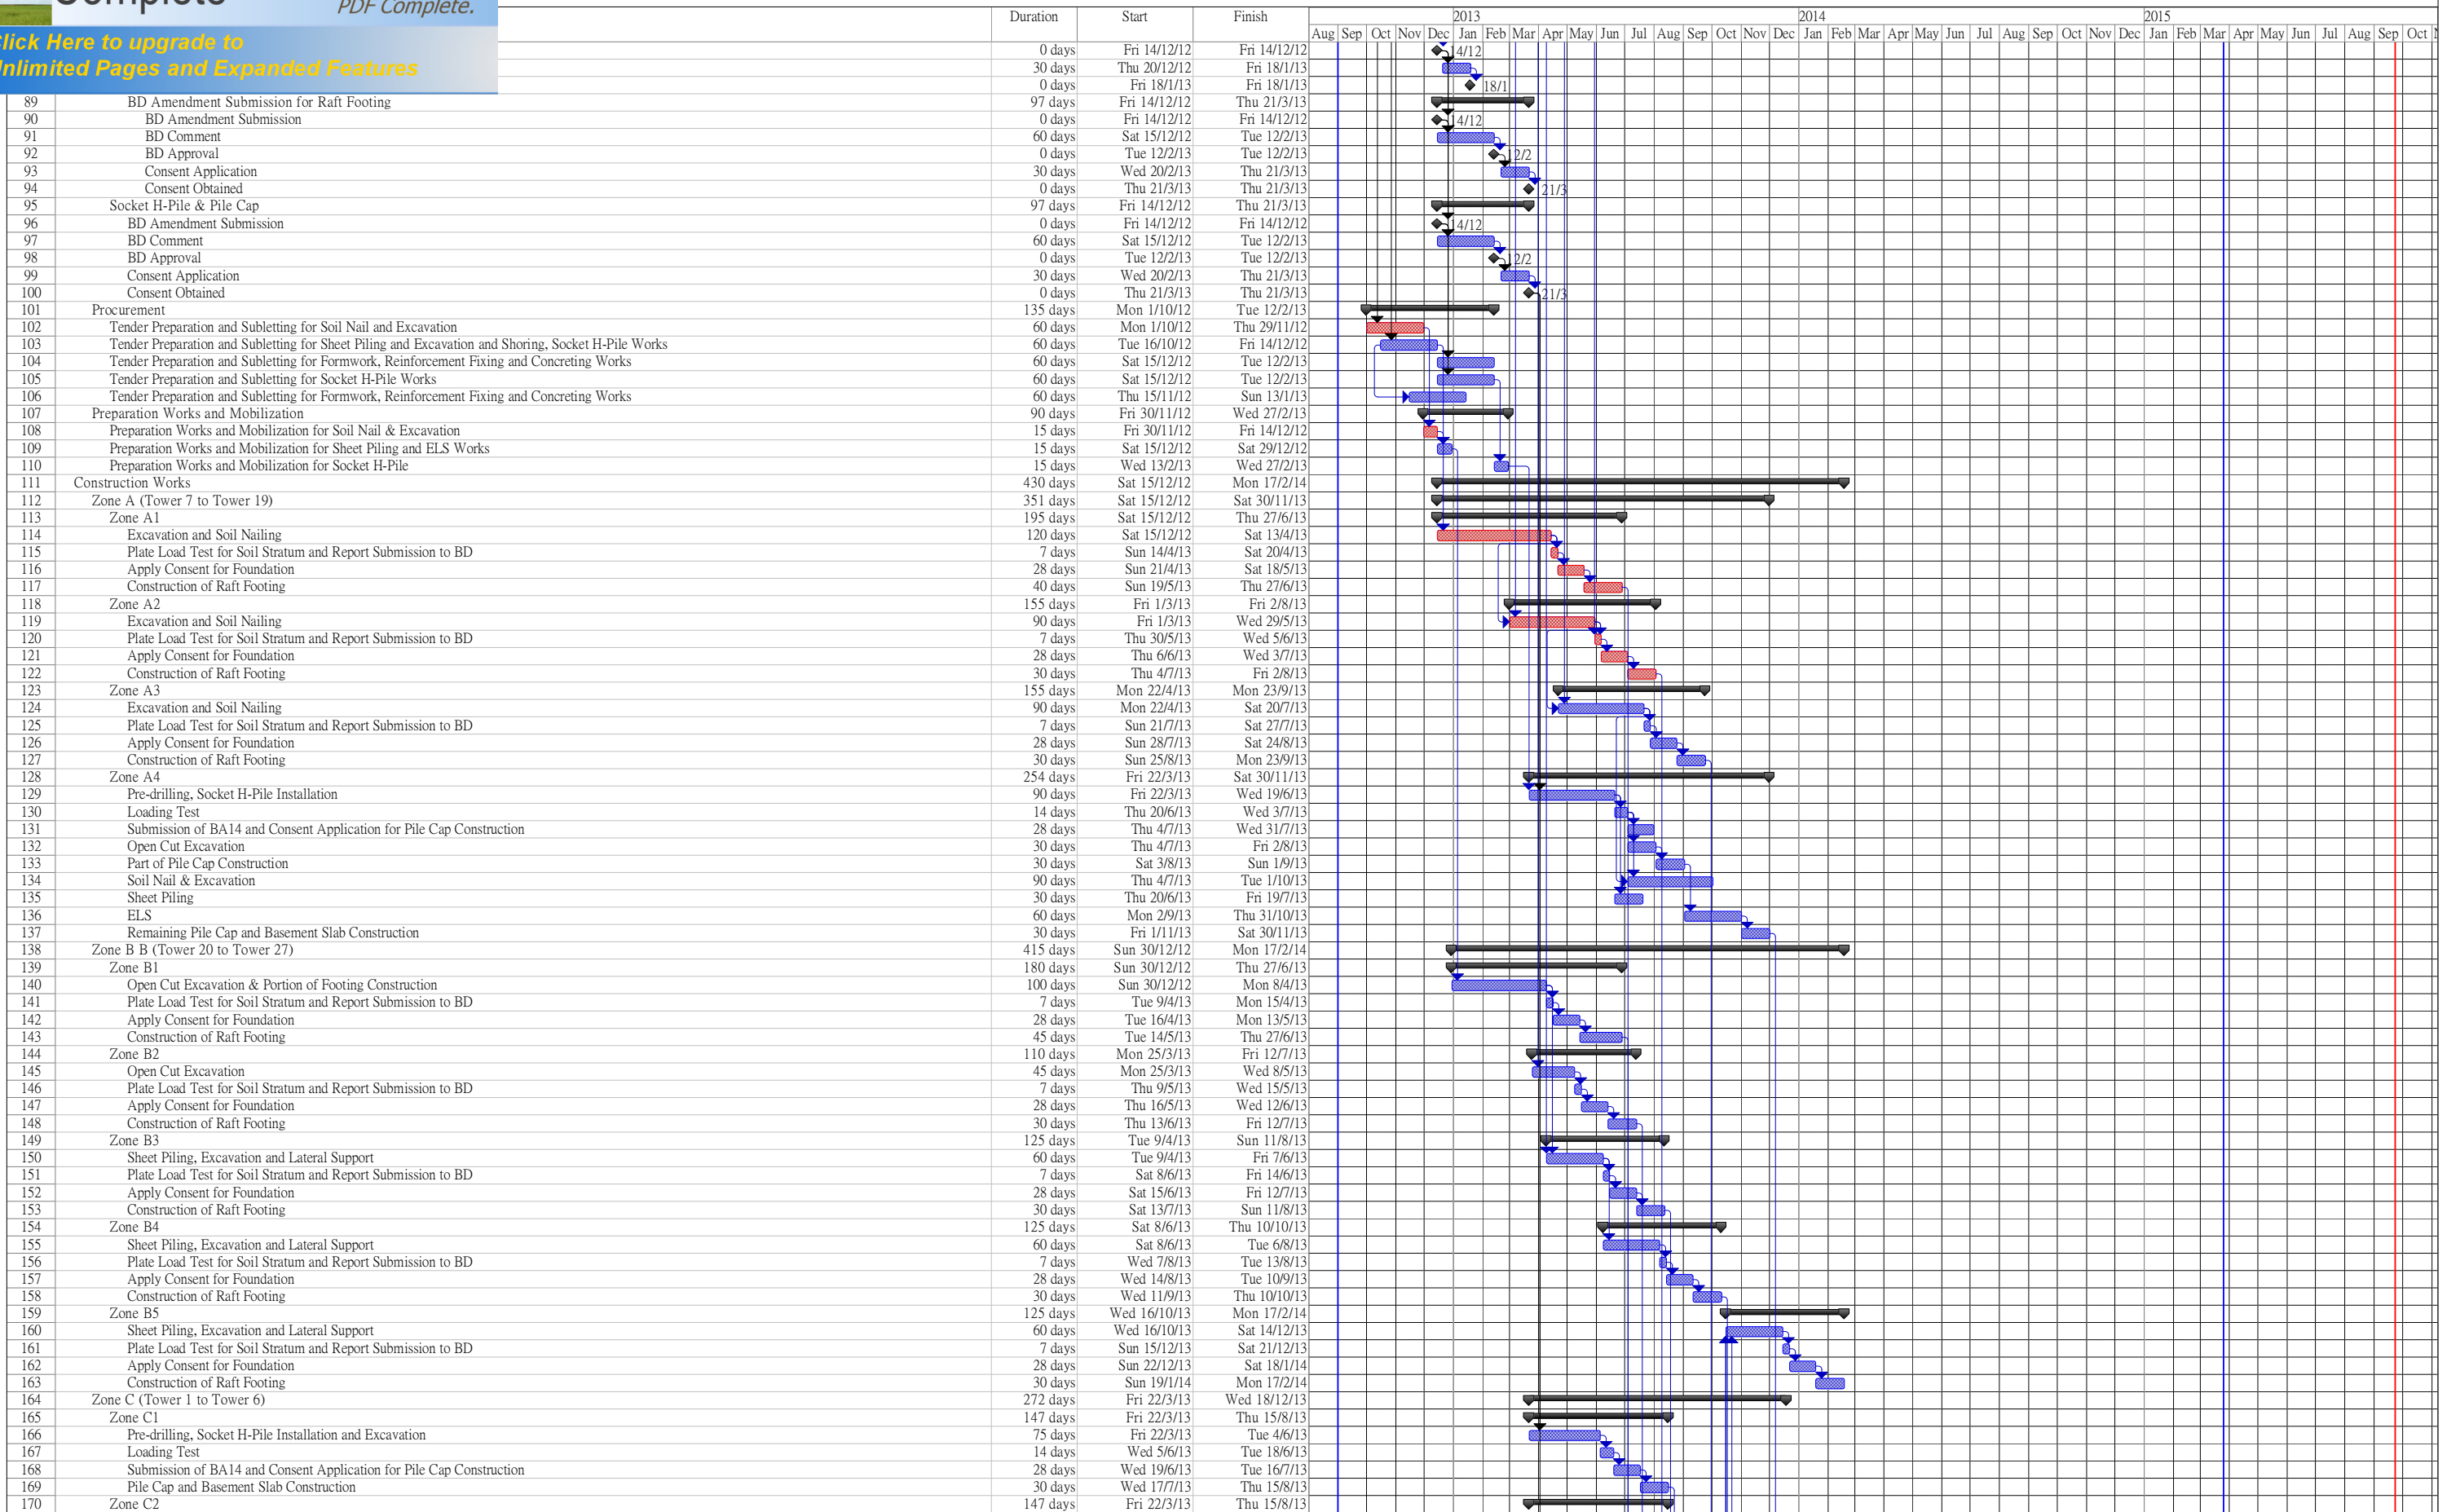 Complete
PDF Complete.
Click Here to upgrade to
Unlimited Pages and Expanded Features
Duration Start Finish 2013 2014 2015
Aug Sep Oct Nov Dec Jan Feb Mar Apr May Jun Jul Aug Sep Oct Nov Dec Jan Feb Mar Apr May Jun Jul Aug Sep Oct Nov Dec Jan Feb Mar Apr May Jun Jul Aug Sep Oct
0 days Fri 14/12/12 Fri 14/12/12 14/12
30 days Thu 20/12/12 Fri 18/1/13
0 days Fri 18/1/13 Fri 18/1/13 18/1
89 BD Amendment Submission for Raft Footing 97 days Fri 14/12/12 Thu 21/3/13
90 BD Amendment Submission 0 days Fri 14/12/12 Fri 14/12/12 14/12
91 BD Comment 60 days Sat 15/12/12 Tue 12/2/13
92 BD Approval 0 days Tue 12/2/13 Tue 12/2/13 12/2
93 Consent Application 30 days Wed 20/2/13 Thu 21/3/13
94 Consent Obtained 0 days Thu 21/3/13 Thu 21/3/13 21/3
95 Socket H-Pile & Pile Cap 97 days Fri 14/12/12 Thu 21/3/13
96 BD Amendment Submission 0 days Fri 14/12/12 Fri 14/12/12 14/12
97 BD Comment 60 days Sat 15/12/12 Tue 12/2/13
98 BD Approval 0 days Tue 12/2/13 Tue 12/2/13 12/2
99 Consent Application 30 days Wed 20/2/13 Thu 21/3/13
100 Consent Obtained 0 days Thu 21/3/13 Thu 21/3/13 21/3
101 Procurement 135 days Mon 1/10/12 Tue 12/2/13
102 Tender Preparation and Subletting for Soil Nail and Excavation 60 days Mon 1/10/12 Thu 29/11/12
103 Tender Preparation and Subletting for Sheet Piling and Excavation and Shoring, Socket H-Pile Works 60 days Tue 16/10/12 Fri 14/12/12
104 Tender Preparation and Subletting for Formwork, Reinforcement Fixing and Concreting Works 60 days Sat 15/12/12 Tue 12/2/13
105 Tender Preparation and Subletting for Socket H-Pile Works 60 days Sat 15/12/12 Tue 12/2/13
106 Tender Preparation and Subletting for Formwork, Reinforcement Fixing and Concreting Works 60 days Thu 15/11/12 Sun 13/1/13
107 Preparation Works and Mobilization 90 days Fri 30/11/12 Wed 27/2/13
108 Preparation Works and Mobilization for Soil Nail & Excavation 15 days Fri 30/11/12 Fri 14/12/12
109 Preparation Works and Mobilization for Sheet Piling and ELS Works 15 days Sat 15/12/12 Sat 29/12/12
110 Preparation Works and Mobilization for Socket H-Pile 15 days Wed 13/2/13 Wed 27/2/13
111 Construction Works 430 days Sat 15/12/12 Mon 17/2/14
112 Zone A (Tower 7 to Tower 19) 351 days Sat 15/12/12 Sat 30/11/13
113 Zone A1 195 days Sat 15/12/12 Thu 27/6/13
114 Excavation and Soil Nailing 120 days Sat 15/12/12 Sat 13/4/13
115 Plate Load Test for Soil Stratum and Report Submission to BD 7 days Sun 14/4/13 Sat 20/4/13
116 Apply Consent for Foundation 28 days Sun 21/4/13 Sat 18/5/13
117 Construction of Raft Footing 40 days Sun 19/5/13 Thu 27/6/13
118 Zone A2 155 days Fri 1/3/13 Fri 2/8/13
119 Excavation and Soil Nailing 90 days Fri 1/3/13 Wed 29/5/13
120 Plate Load Test for Soil Stratum and Report Submission to BD 7 days Thu 30/5/13 Wed 5/6/13
121 Apply Consent for Foundation 28 days Thu 6/6/13 Wed 3/7/13
122 Construction of Raft Footing 30 days Thu 4/7/13 Fri 2/8/13
123 Zone A3 155 days Mon 22/4/13 Mon 23/9/13
124 Excavation and Soil Nailing 90 days Mon 22/4/13 Sat 20/7/13
125 Plate Load Test for Soil Stratum and Report Submission to BD 7 days Sun 21/7/13 Sat 27/7/13
126 Apply Consent for Foundation 28 days Sun 28/7/13 Sat 24/8/13
127 Construction of Raft Footing 30 days Sun 25/8/13 Mon 23/9/13
128 Zone A4 254 days Fri 22/3/13 Sat 30/11/13
129 Pre-drilling, Socket H-Pile Installation 90 days Fri 22/3/13 Wed 19/6/13
130 Loading Test 14 days Thu 20/6/13 Wed 3/7/13
131 Submission of BA14 and Consent Application for Pile Cap Construction 28 days Thu 4/7/13 Wed 31/7/13
132 Open Cut Excavation 30 days Thu 4/7/13 Fri 2/8/13
133 Part of Pile Cap Construction 30 days Sat 3/8/13 Sun 1/9/13
134 Soil Nail & Excavation 90 days Thu 4/7/13 Tue 1/10/13
135 Sheet Piling 30 days Thu 20/6/13 Fri 19/7/13
136 ELS 60 days Mon 2/9/13 Thu 31/10/13
137 Remaining Pile Cap and Basement Slab Construction 30 days Fri 1/11/13 Sat 30/11/13
138 Zone B B (Tower 20 to Tower 27) 415 days Sun 30/12/12 Mon 17/2/14
139 Zone B1 180 days Sun 30/12/12 Thu 27/6/13
140 Open Cut Excavation & Portion of Footing Construction 100 days Sun 30/12/12 Mon 8/4/13
141 Plate Load Test for Soil Stratum and Report Submission to BD 7 days Tue 9/4/13 Mon 15/4/13
142 Apply Consent for Foundation 28 days Tue 16/4/13 Mon 13/5/13
143 Construction of Raft Footing 45 days Tue 14/5/13 Thu 27/6/13
144 Zone B2 110 days Mon 25/3/13 Fri 12/7/13
145 Open Cut Excavation 45 days Mon 25/3/13 Wed 8/5/13
146 Plate Load Test for Soil Stratum and Report Submission to BD 7 days Thu 9/5/13 Wed 15/5/13
147 Apply Consent for Foundation 28 days Thu 16/5/13 Wed 12/6/13
148 Construction of Raft Footing 30 days Thu 13/6/13 Fri 12/7/13
149 Zone B3 125 days Tue 9/4/13 Sun 11/8/13
150 Sheet Piling, Excavation and Lateral Support 60 days Tue 9/4/13 Fri 7/6/13
151 Plate Load Test for Soil Stratum and Report Submission to BD 7 days Sat 8/6/13 Fri 14/6/13
152 Apply Consent for Foundation 28 days Sat 15/6/13 Fri 12/7/13
153 Construction of Raft Footing 30 days Sat 13/7/13 Sun 11/8/13
154 Zone B4 125 days Sat 8/6/13 Thu 10/10/13
155 Sheet Piling, Excavation and Lateral Support 60 days Sat 8/6/13 Tue 6/8/13
156 Plate Load Test for Soil Stratum and Report Submission to BD 7 days Wed 7/8/13 Tue 13/8/13
157 Apply Consent for Foundation 28 days Wed 14/8/13 Tue 10/9/13
158 Construction of Raft Footing 30 days Wed 11/9/13 Thu 10/10/13
159 Zone B5 125 days Wed 16/10/13 Mon 17/2/14
160 Sheet Piling, Excavation and Lateral Support 60 days Wed 16/10/13 Sat 14/12/13
161 Plate Load Test for Soil Stratum and Report Submission to BD 7 days Sun 15/12/13 Sat 21/12/13
162 Apply Consent for Foundation 28 days Sun 22/12/13 Sat 18/1/14
163 Construction of Raft Footing 30 days Sun 19/1/14 Mon 17/2/14
164 Zone C (Tower 1 to Tower 6) 272 days Fri 22/3/13 Wed 18/12/13
165 Zone C1 147 days Fri 22/3/13 Thu 15/8/13
166 Pre-drilling, Socket H-Pile Installation and Excavation 75 days Fri 22/3/13 Tue 4/6/13
167 Loading Test 14 days Wed 5/6/13 Tue 18/6/13
168 Submission of BA14 and Consent Application for Pile Cap Construction 28 days Wed 19/6/13 Tue 16/7/13
169 Pile Cap and Basement Slab Construction 30 days Wed 17/7/13 Thu 15/8/13
170 Zone C2 147 days Fri 22/3/13 Thu 15/8/13